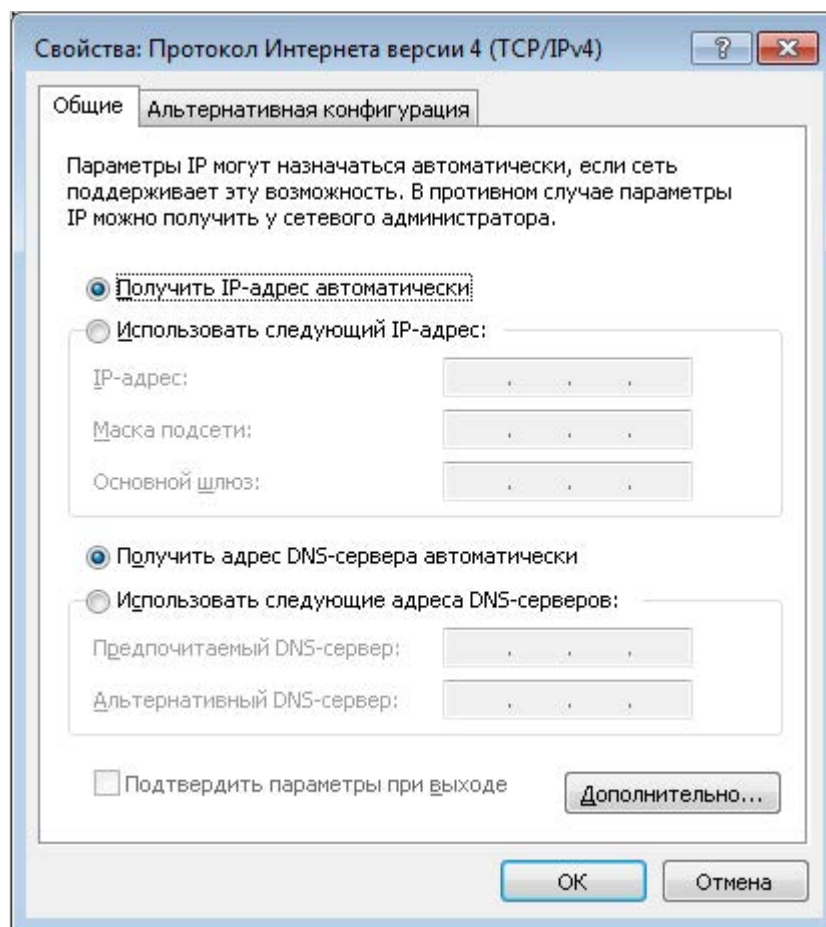 Свойства: Протокол Интернета версии 4 (TCP/IPv4)
Общие
Альтернативная конфигурация
Параметры IP могут назначаться автоматически, если сеть
поддерживает эту возможность. В противном случае параметры
IP можно получить у сетевого администратора.
Получить IP-адрес автоматически
Использовать следующий IP-адрес:
IP-адрес:
Маска подсети:
Основной шлюз:
Получить адрес DNS-сервера автоматически
Использовать следующие адреса DNS-серверов:
Предпочитаемый DNS-сервер:
Альтернативный DNS-сервер:
Подтвердить параметры при выходе
Дополнительно...
ОК
Отмена